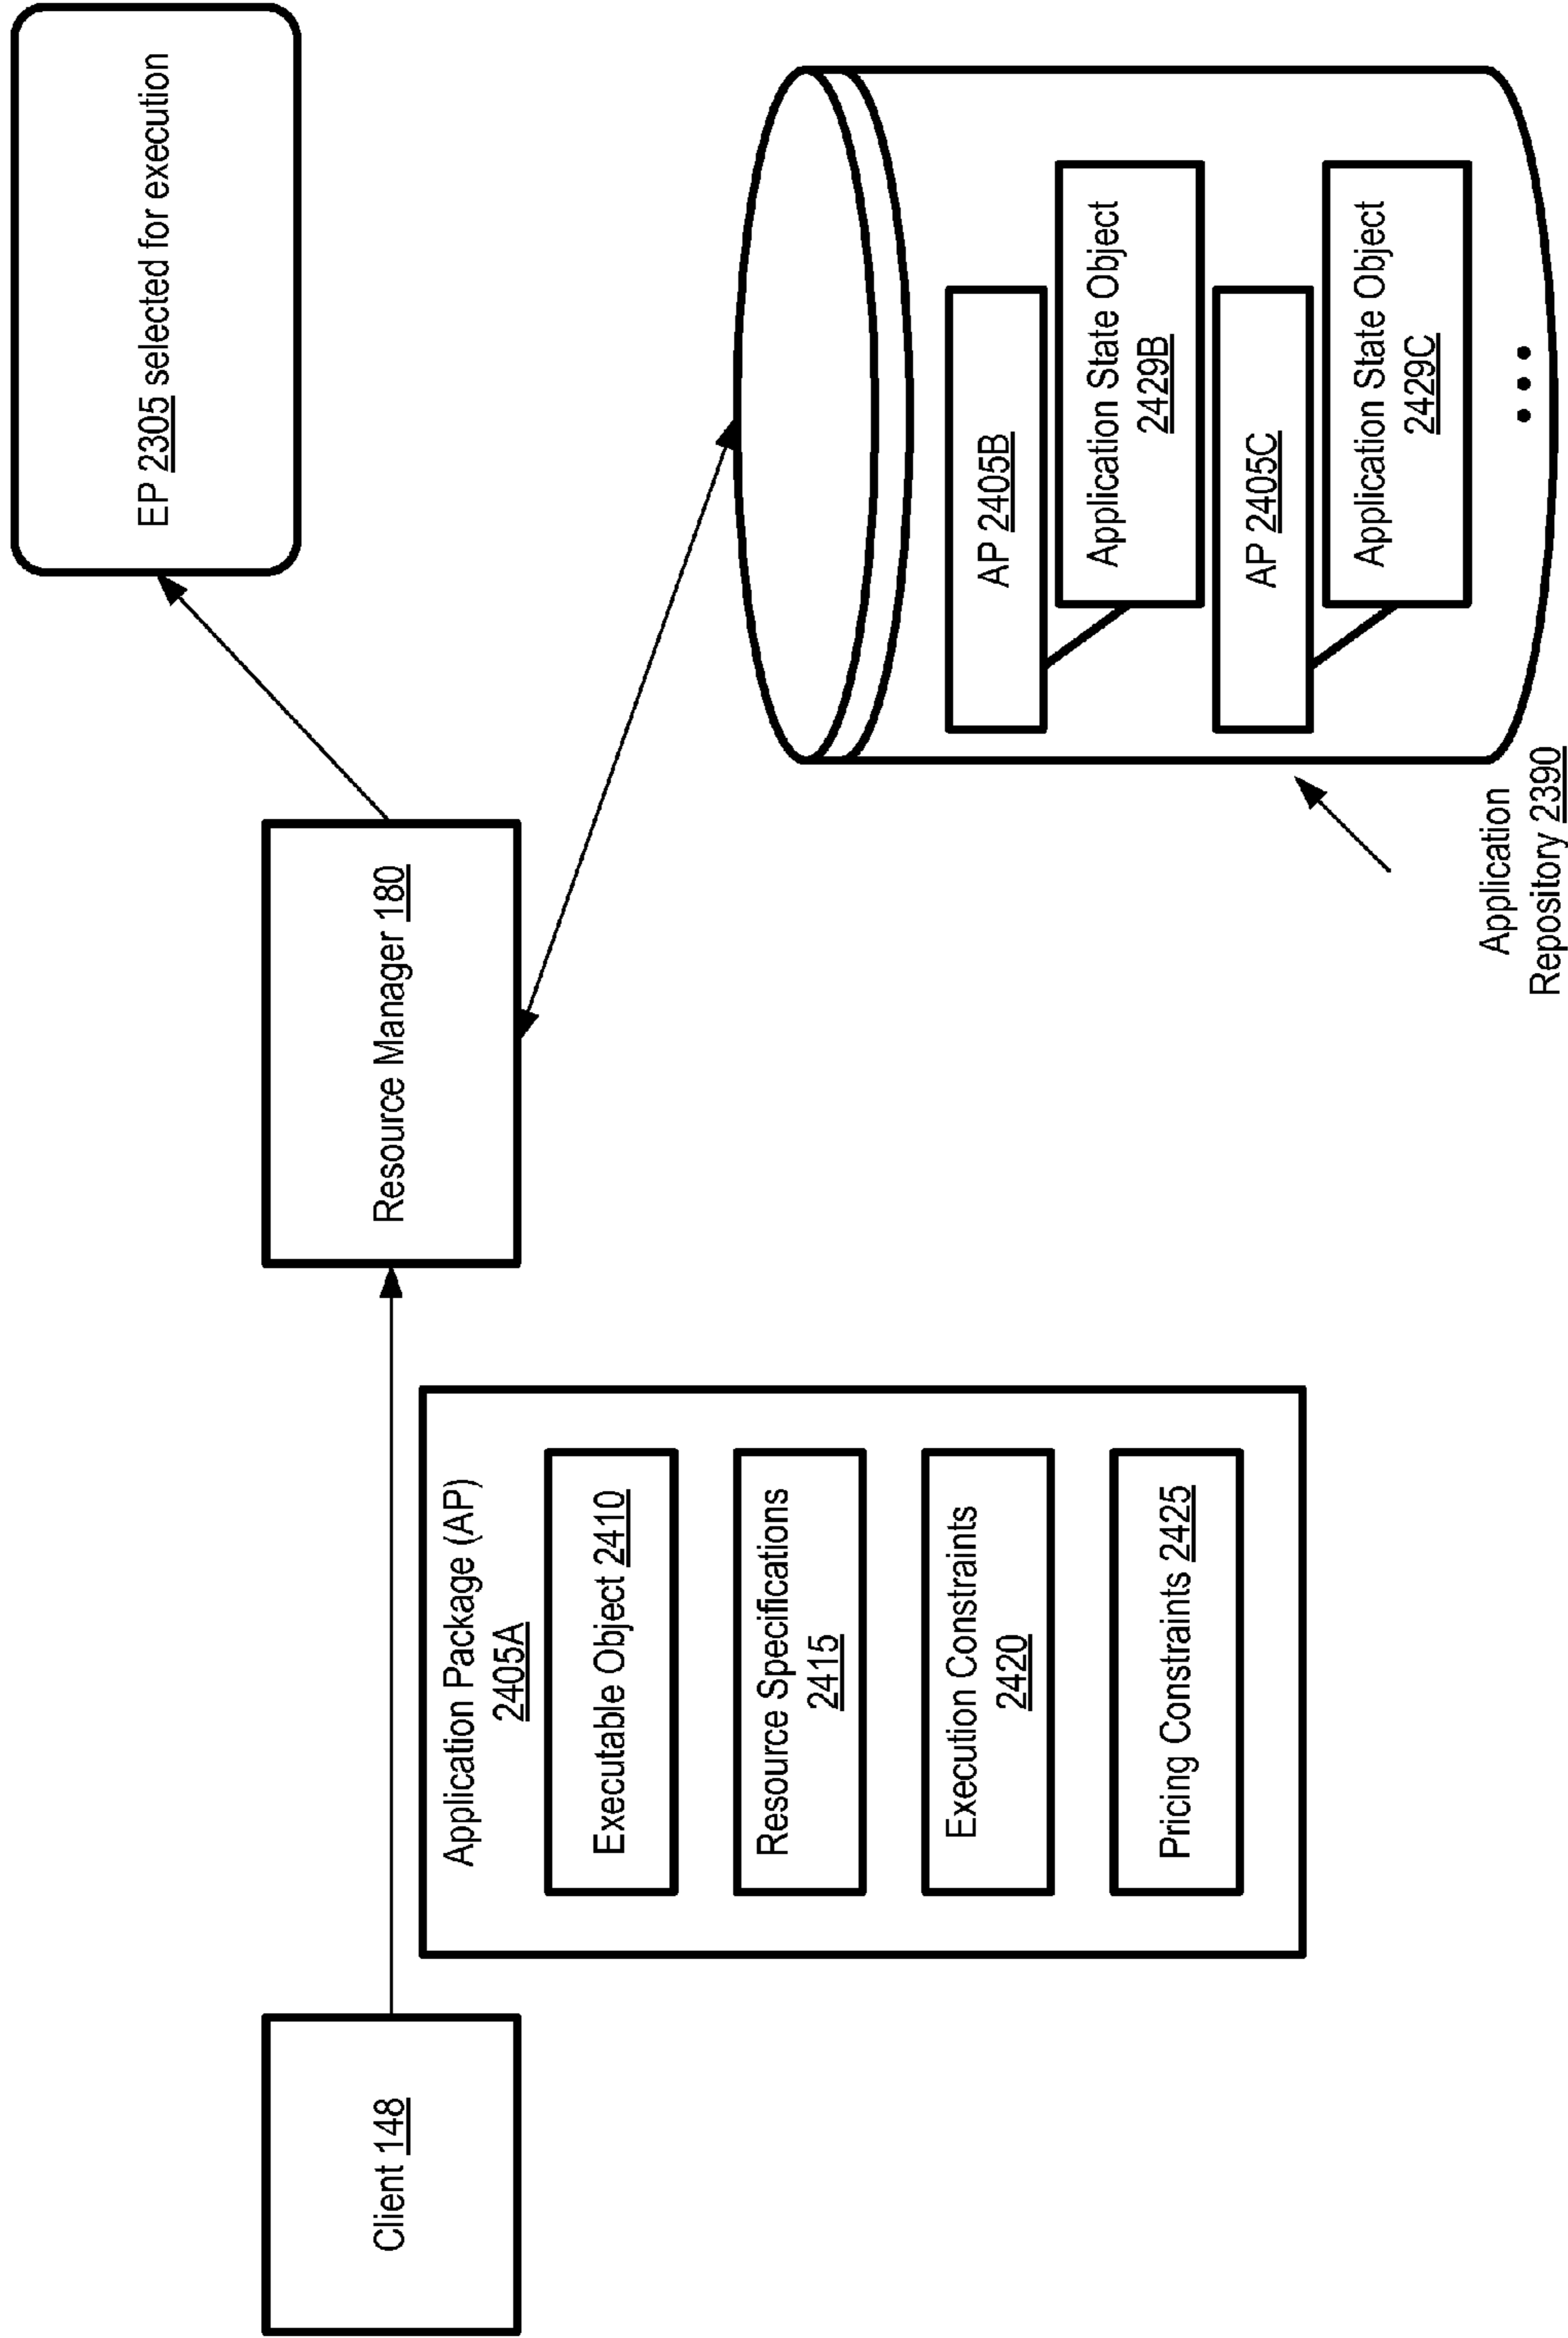 Client 148
Application Package (AP)
2405A
Executable Object 2410
Resource Specifications
2415
Execution Constraints
2420
Pricing Constraints 2425
Resource Manager 180
EP 2305 selected for execution
AP 2405B
Application State Object
2429B
AP 2405C
Application State Object
2429C
Application
Repository 2390